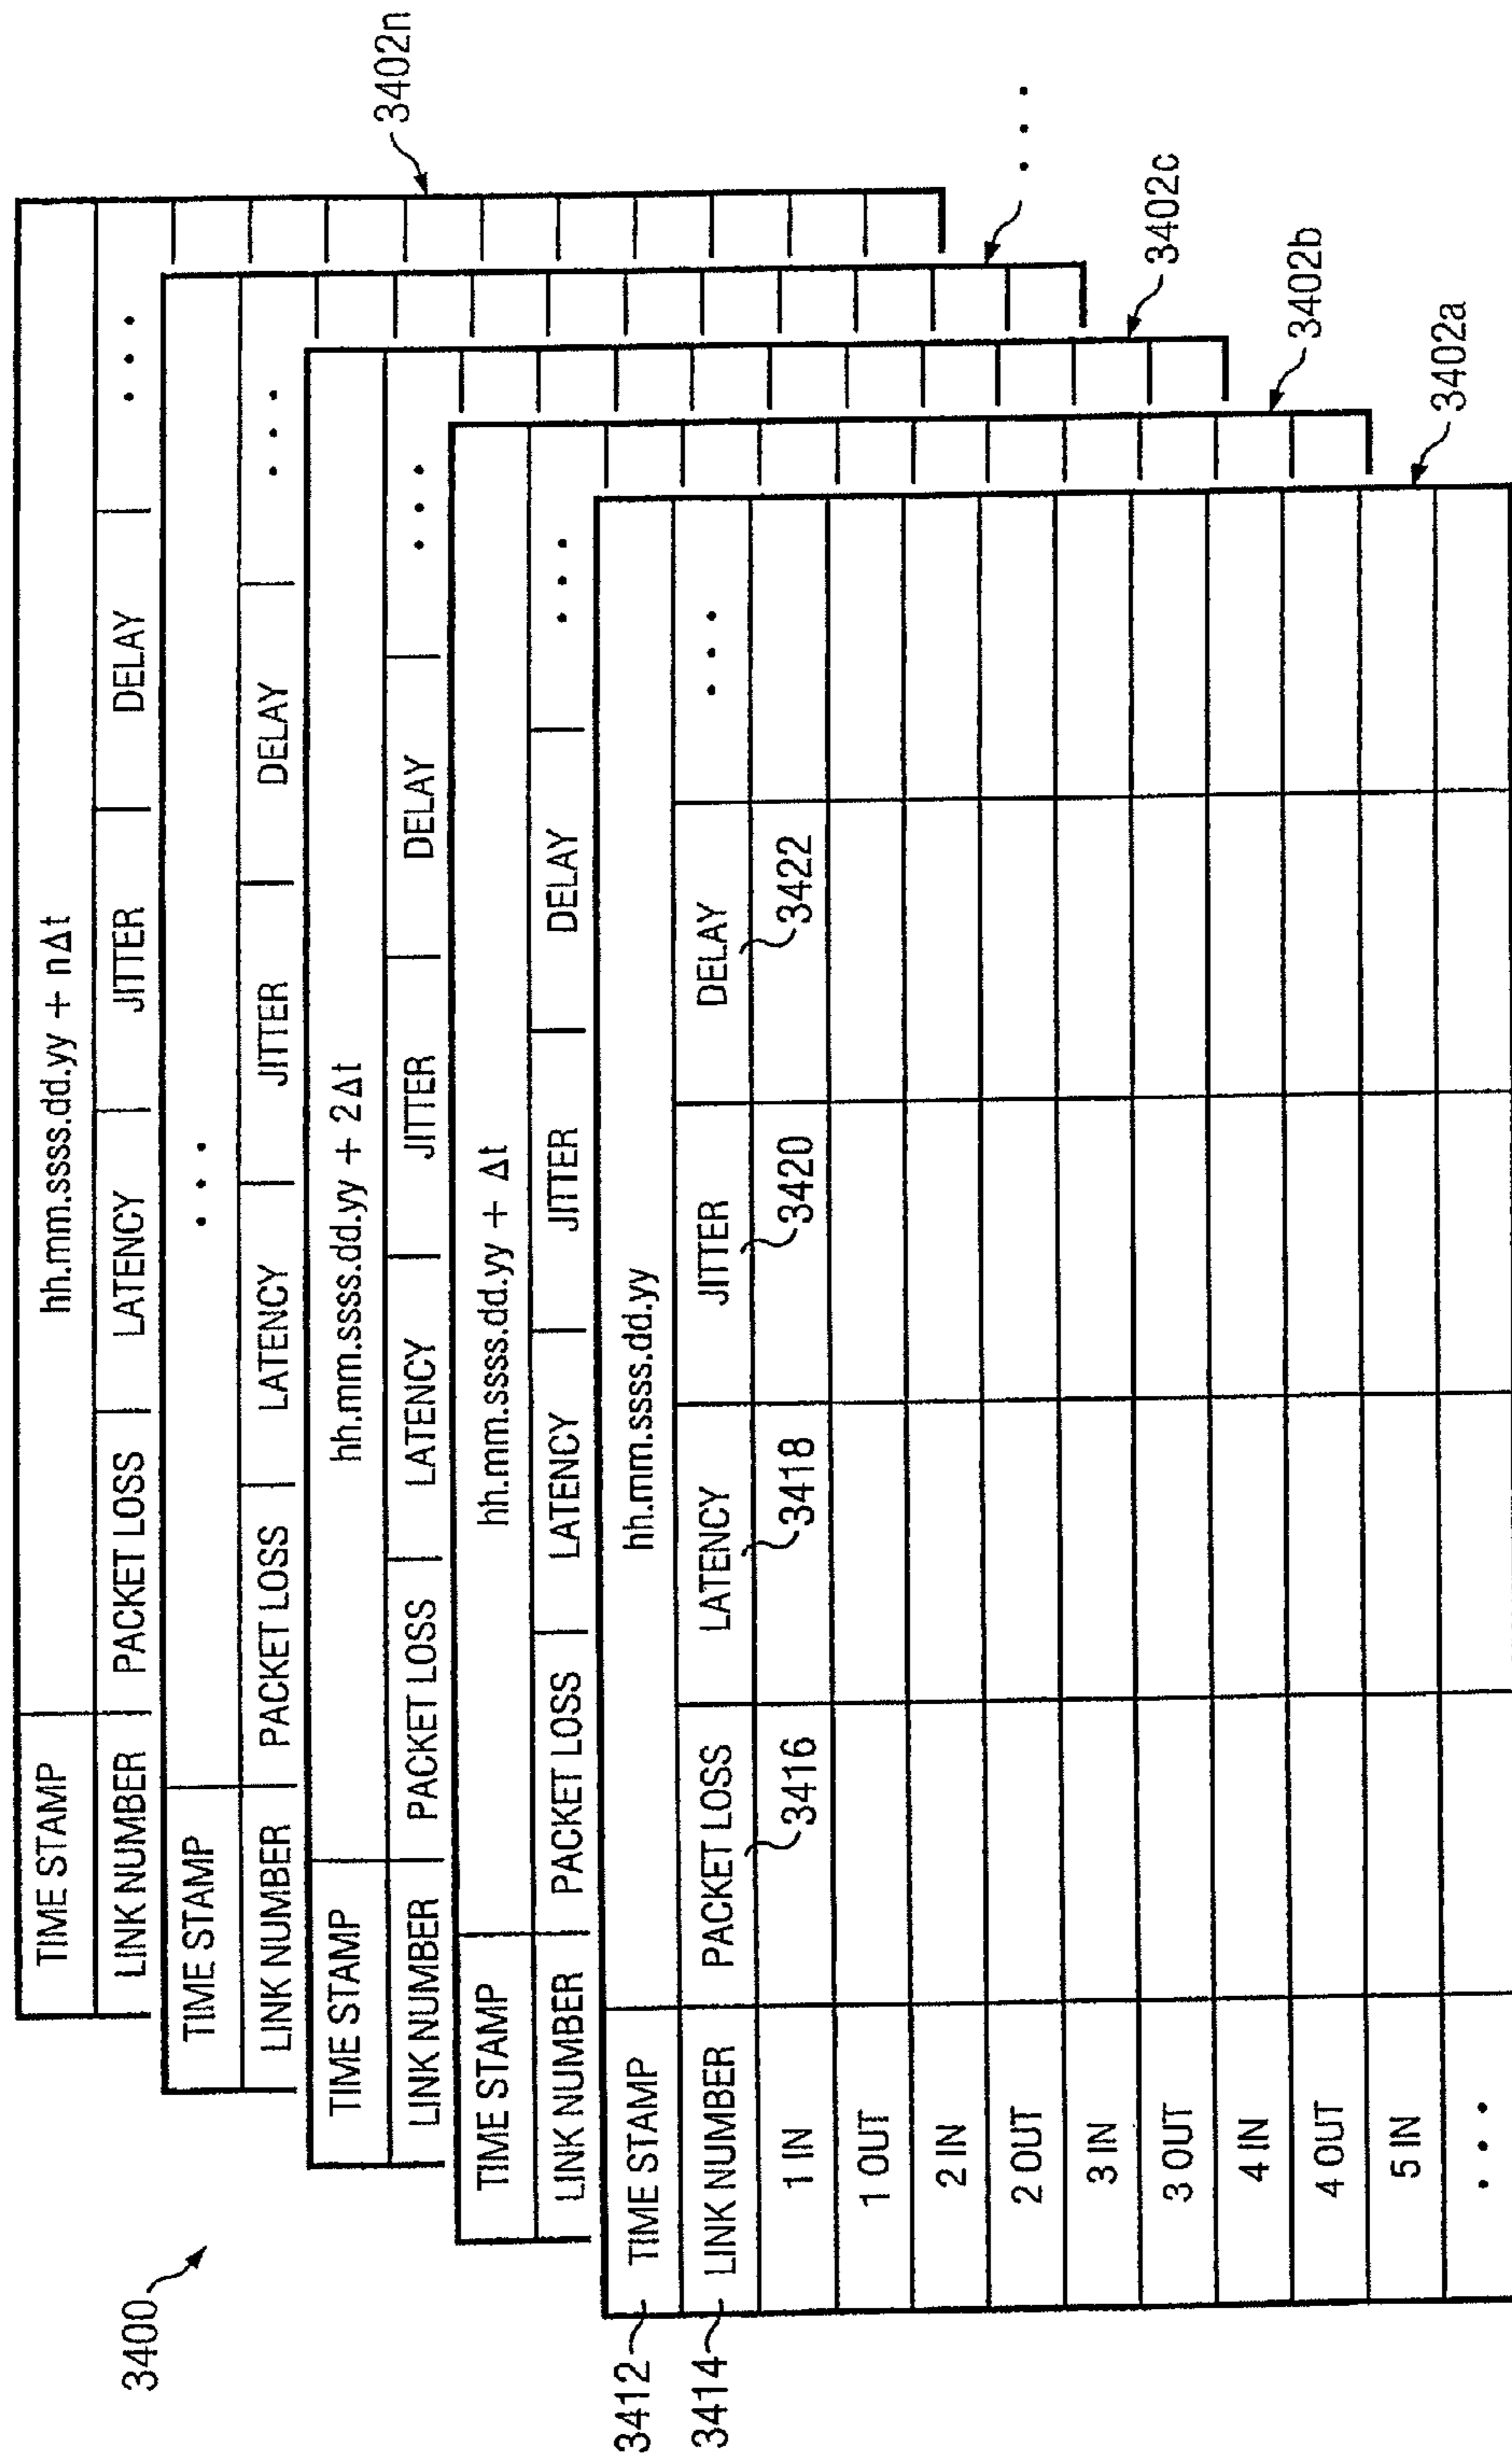 3400
TIME STAMP hh.mm.ssss.dd.yy + nΔt
LINK NUMBER PACKET LOSS LATENCY JITTER DELAY • • •
3402n
TIME STAMP • • •
LINK NUMBER PACKET LOSS LATENCY JITTER DELAY • • •
• • •
TIME STAMP hh.mm.ssss.dd.yy + 2Δt
LINK NUMBER PACKET LOSS LATENCY JITTER DELAY • • •
3402c
TIME STAMP hh.mm.ssss.dd.yy + Δt
LINK NUMBER PACKET LOSS LATENCY JITTER DELAY • • •
3402b
3412 TIME STAMP hh.mm.ssss.dd.yy
3414 LINK NUMBER PACKET LOSS LATENCY JITTER DELAY • • •
3402a
1 IN 3416 3418 3420 3422
1 OUT
2 IN
2 OUT
3 IN
3 OUT
4 IN
4 OUT
5 IN
• • •